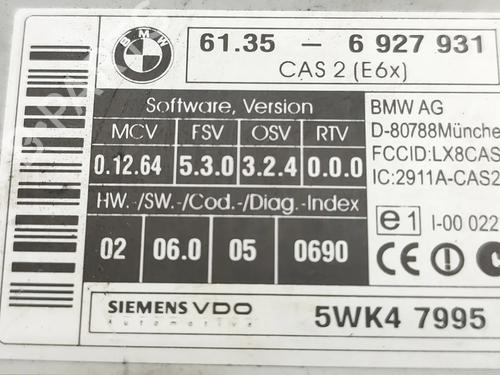 BMW
61.35 - 6 927 931
CAS 2 (E6x)
Software, Version
MCV FSV OSV RTV
0.12.64 5.3.0 3.2.4 0.0.0
HW.-/SW.-/Cod.-/Diag.-Index
02 06.0 05 0690
BMW AG
D-80788Münche
FCCID:LX8CAS
IC:2911A-CAS2
e1 I-00 022
CE
SIEMENS VDO
Automotive
5WK4 7995